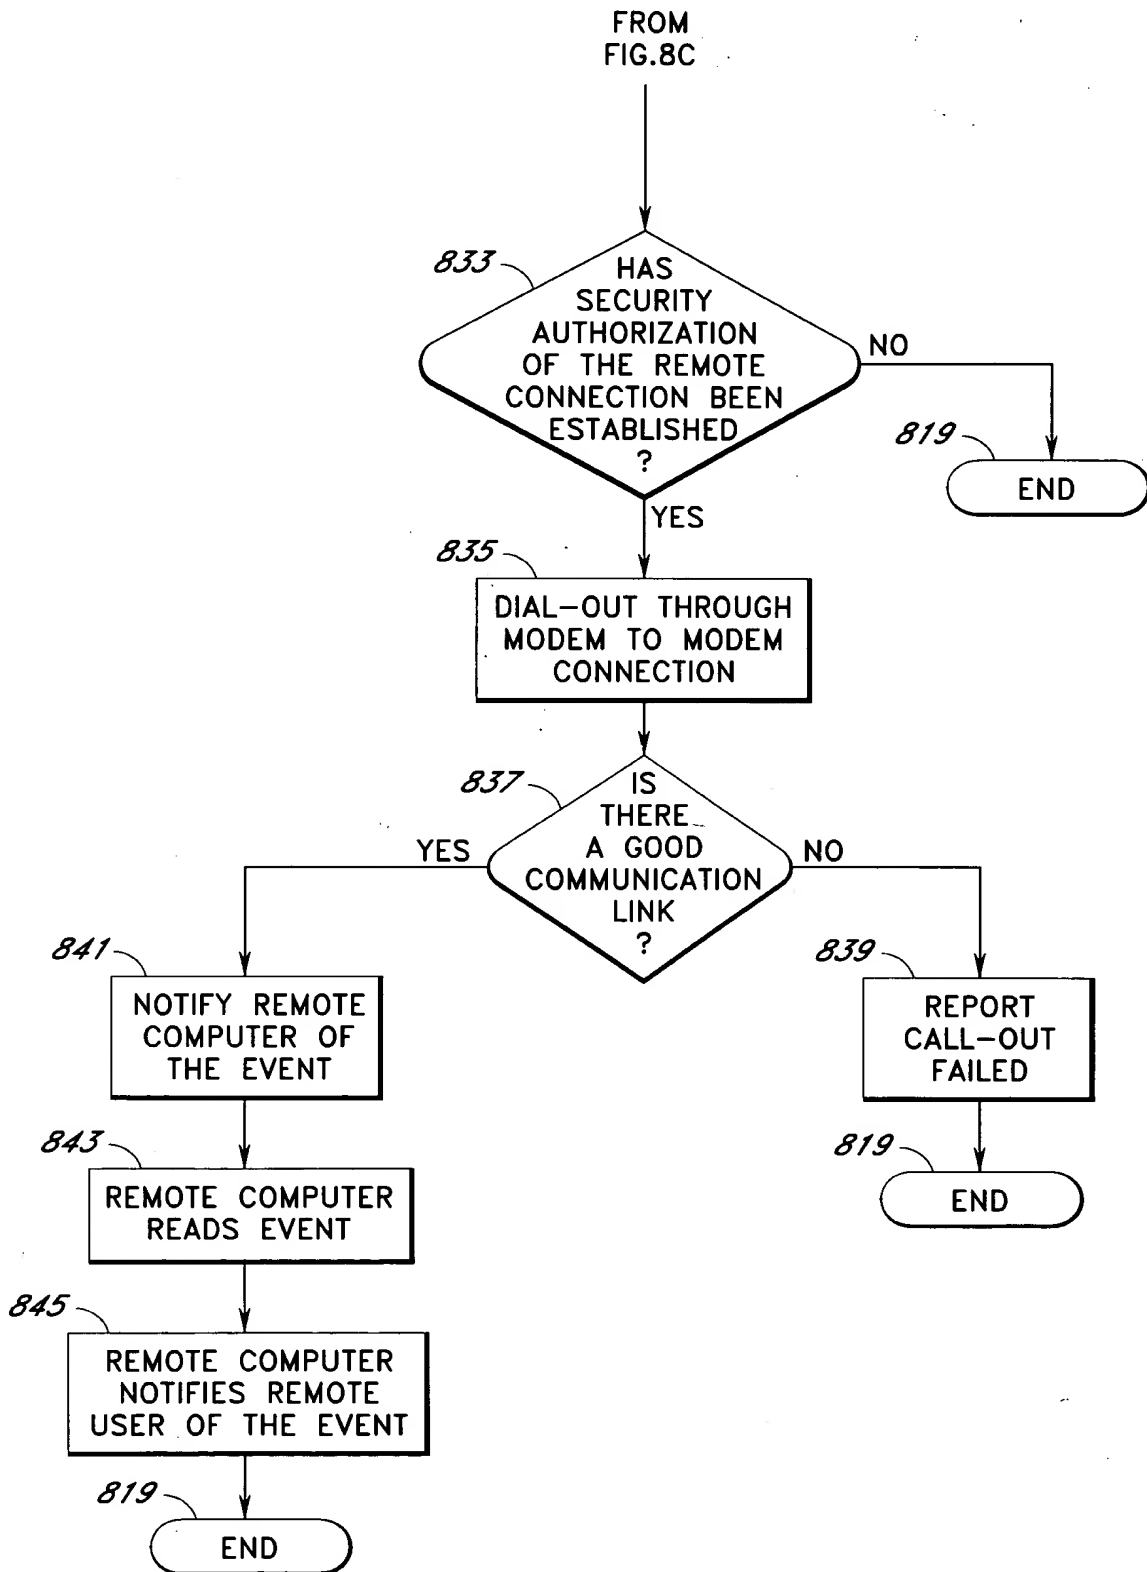 FROM
FIG.8C
833
HAS
SECURITY
AUTHORIZATION
OF THE REMOTE
CONNECTION BEEN
ESTABLISHED
?
NO
819
END
YES
835
DIAL-OUT THROUGH
MODEM TO MODEM
CONNECTION
837
IS
THERE
A GOOD
COMMUNICATION
LINK
?
YES
NO
841
NOTIFY REMOTE
COMPUTER OF
THE EVENT
839
REPORT
CALL-OUT
FAILED
843
REMOTE COMPUTER
READS EVENT
819
END
845
REMOTE COMPUTER
NOTIFIES REMOTE
USER OF THE EVENT
819
END